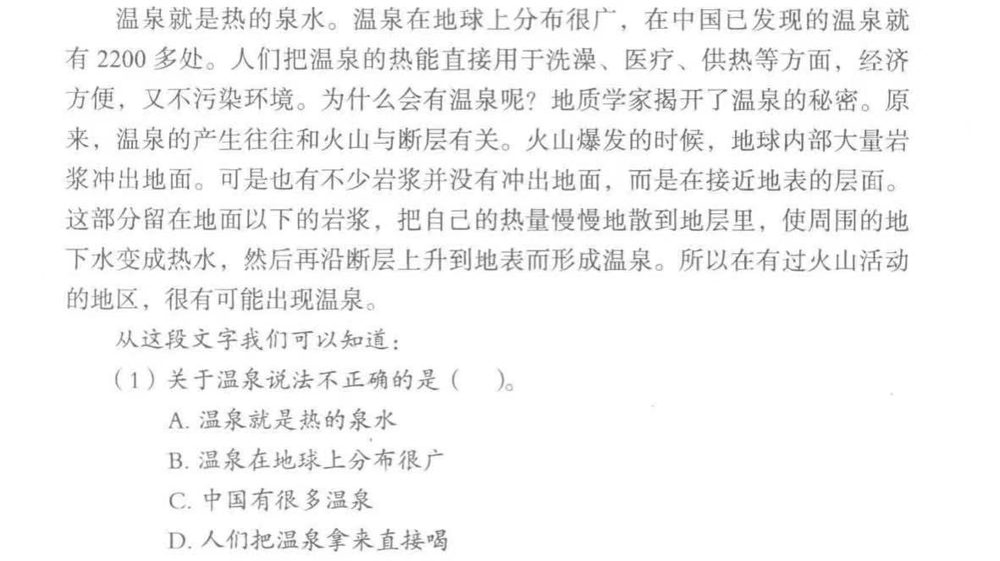 温泉就是热的泉水。温泉在地球上分布很广，在中国已发现的温泉就
有 2200 多处。人们把温泉的热能直接用于洗澡、医疗、供热等方面，经济
方便，又不污染环境。为什么会有温泉呢？地质学家揭开了温泉的秘密。原
来，温泉的产生往往和火山与断层有关。火山爆发的时候，地球内部大量岩
浆冲出地面。可是也有不少岩浆并没有冲出地面，而是在接近地表的层面。
这部分留在地面以下的岩浆，把自己的热量慢慢地散到地层里，使周围的地
下水变成热水，然后再沿断层上升到地表而形成温泉。所以在有过火山活动
的地区，很有可能出现温泉。
从这段文字我们可以知道：
（1）关于温泉说法不正确的是（　）。
A. 温泉就是热的泉水
B. 温泉在地球上分布很广
C. 中国有很多温泉
D. 人们把温泉拿来直接喝